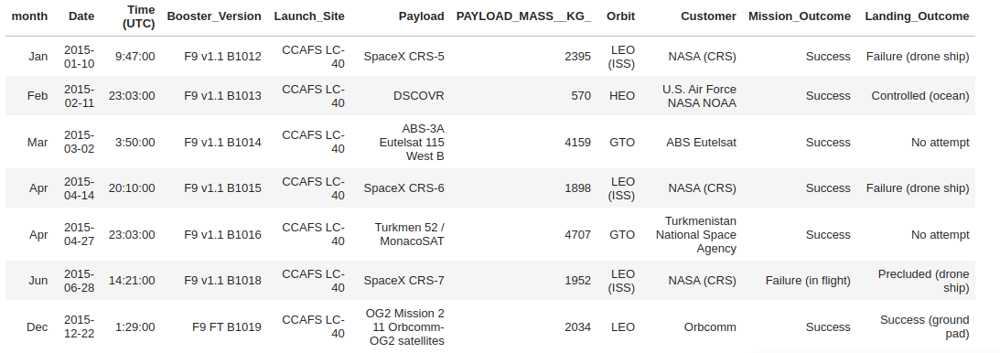 month Date Time (UTC) Booster_Version Launch_Site Payload PAYLOAD_MASS__KG_ Orbit Customer Mission_Outcome Landing_Outcome
Jan 2015-01-10 9:47:00 F9 v1.1 B1012 CCAFS LC-40 SpaceX CRS-5 2395 LEO (ISS) NASA (CRS) Success Failure (drone ship)
Feb 2015-02-11 23:03:00 F9 v1.1 B1013 CCAFS LC-40 DSCOVR 570 HEO U.S. Air Force NASA NOAA Success Controlled (ocean)
Mar 2015-03-02 3:50:00 F9 v1.1 B1014 CCAFS LC-40 ABS-3A Eutelsat 115 West B 4159 GTO ABS Eutelsat Success No attempt
Apr 2015-04-14 20:10:00 F9 v1.1 B1015 CCAFS LC-40 SpaceX CRS-6 1898 LEO (ISS) NASA (CRS) Success Failure (drone ship)
Apr 2015-04-27 23:03:00 F9 v1.1 B1016 CCAFS LC-40 Turkmen 52 / MonacoSAT 4707 GTO Turkmenistan National Space Agency Success No attempt
Jun 2015-06-28 14:21:00 F9 v1.1 B1018 CCAFS LC-40 SpaceX CRS-7 1952 LEO (ISS) NASA (CRS) Failure (in flight) Precluded (drone ship)
Dec 2015-12-22 1:29:00 F9 FT B1019 CCAFS LC-40 OG2 Mission 2 11 Orbcomm-OG2 satellites 2034 LEO Orbcomm Success Success (ground pad)